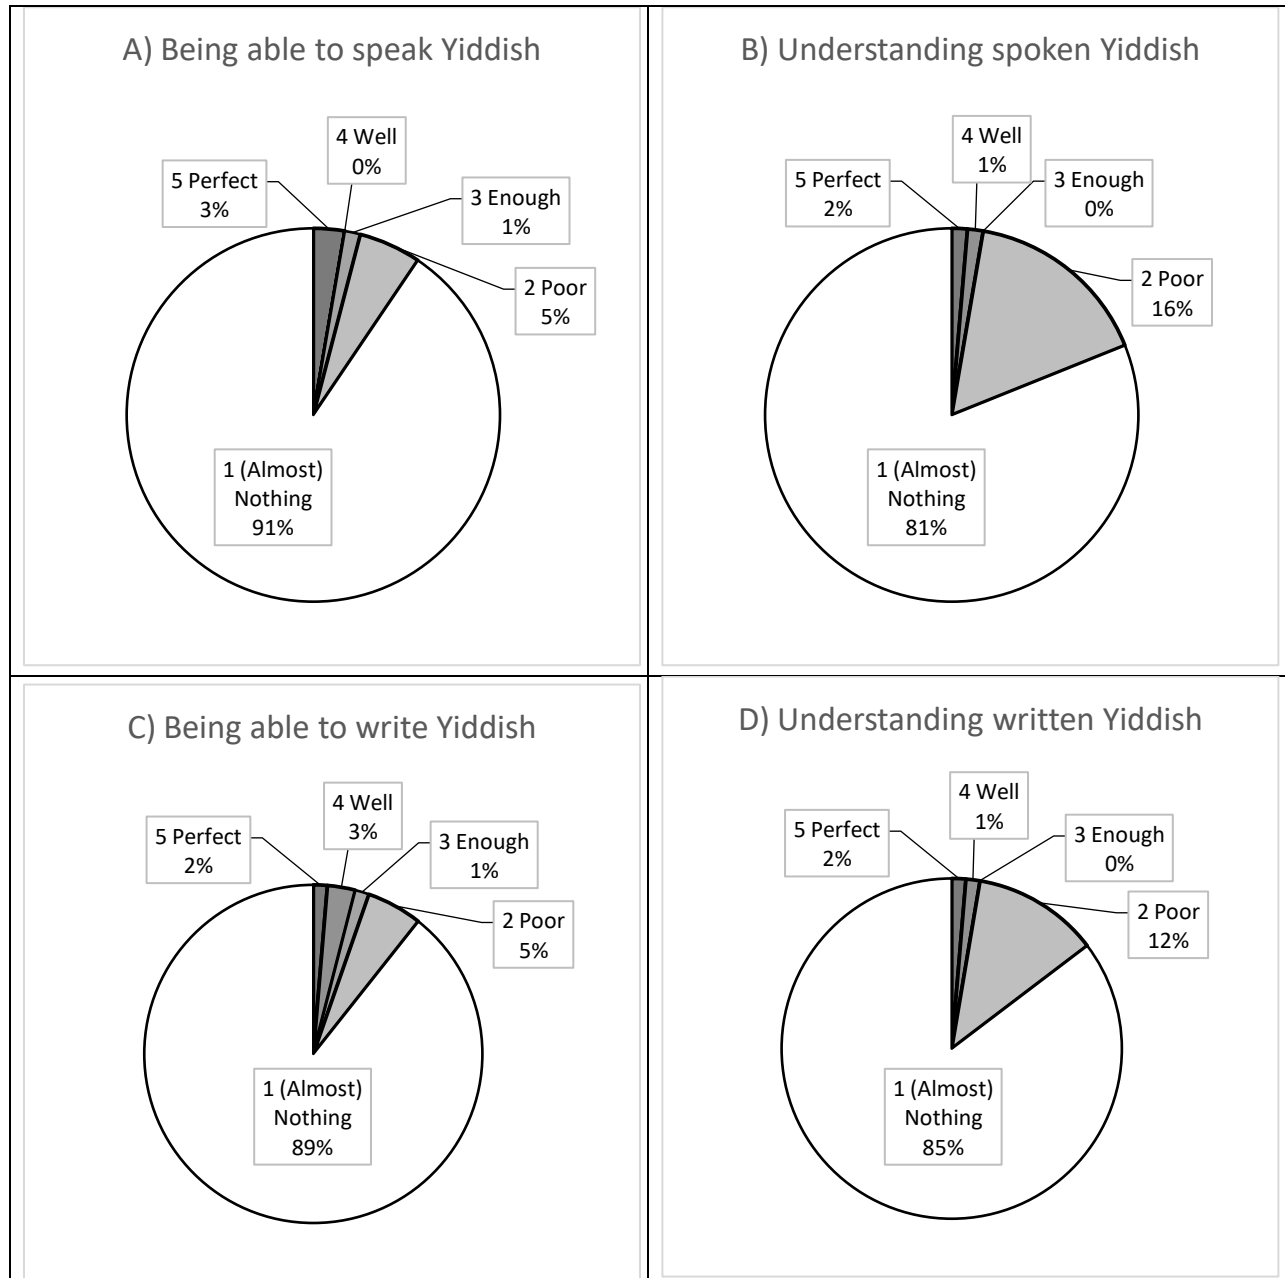 A) Being able to speak Yiddish
4 Well
0%
5 Perfect
3%
3 Enough
1%
2 Poor
5%
1 (Almost)
Nothing
91%
B) Understanding spoken Yiddish
4 Well
1%
5 Perfect
2%
3 Enough
0%
2 Poor
16%
1 (Almost)
Nothing
81%
C) Being able to write Yiddish
4 Well
3%
5 Perfect
2%
3 Enough
1%
2 Poor
5%
1 (Almost)
Nothing
89%
D) Understanding written Yiddish
4 Well
1%
5 Perfect
2%
3 Enough
0%
2 Poor
12%
1 (Almost)
Nothing
85%